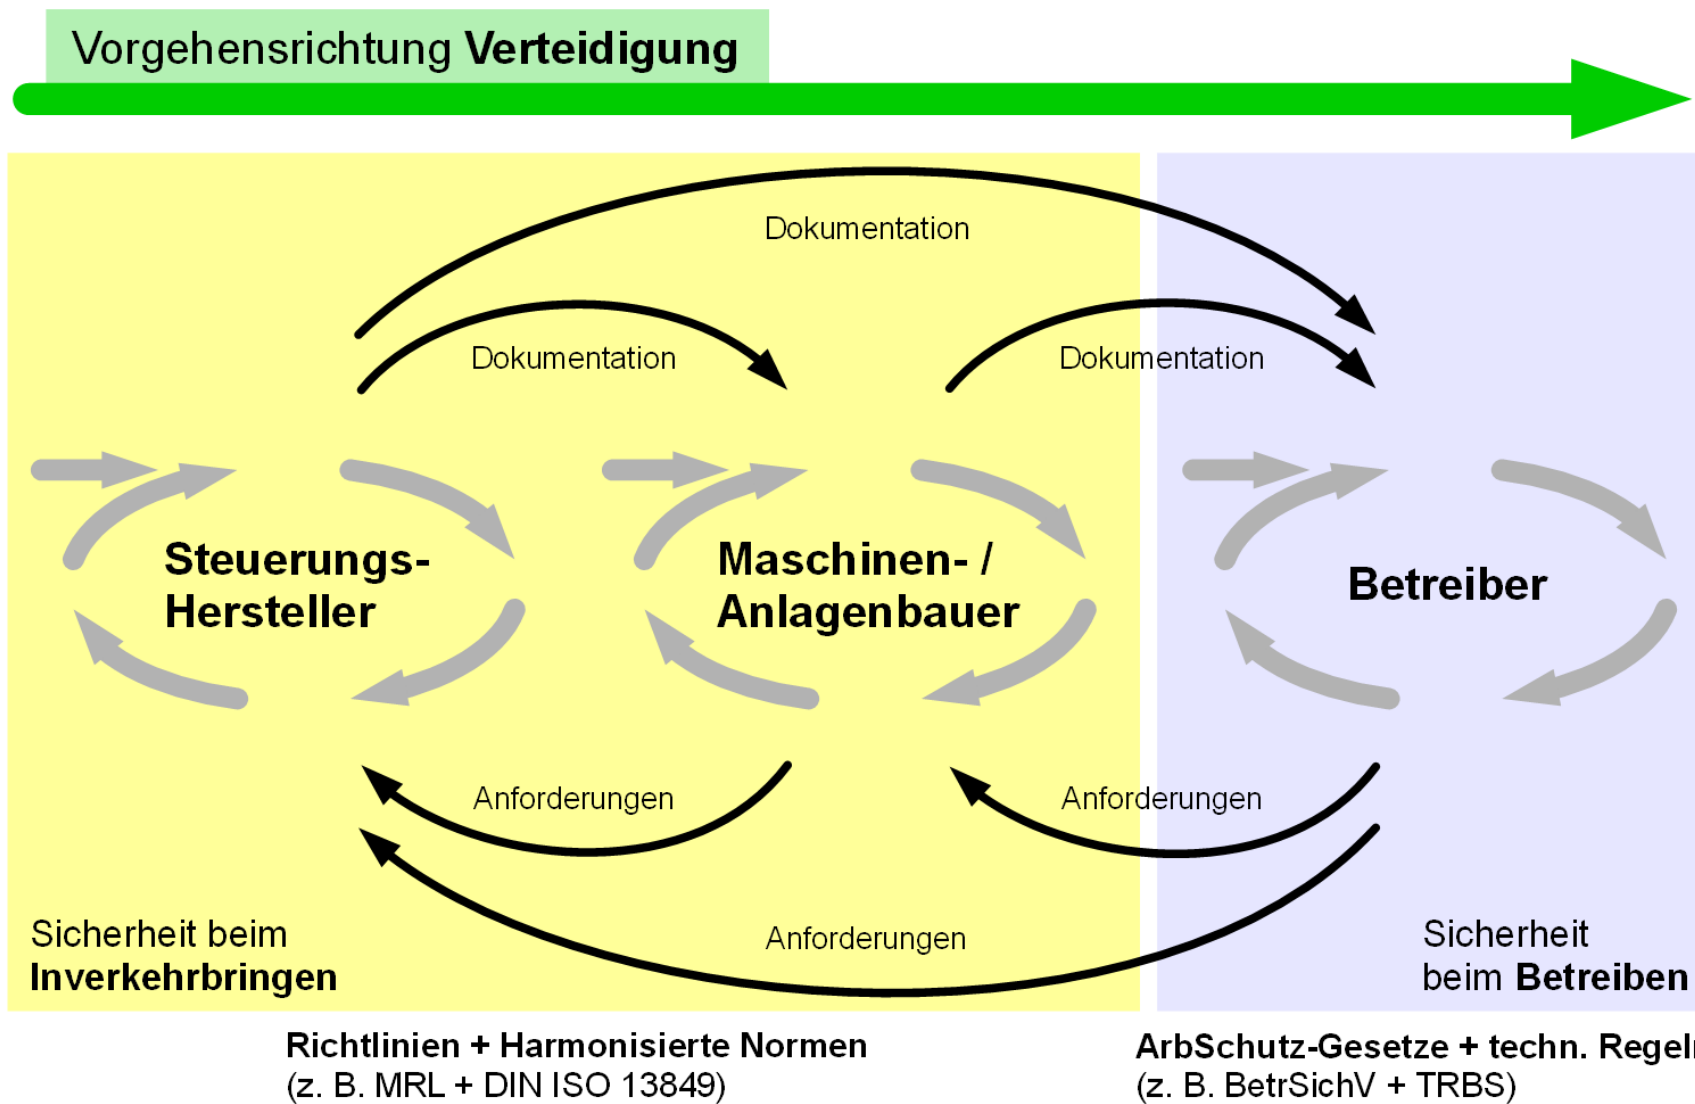 Vorgehensrichtung Verteidigung
Dokumentation
Dokumentation
Dokumentation
Steuerungs-
Hersteller
Maschinen- /
Anlagenbauer
Betreiber
Anforderungen
Anforderungen
Anforderungen
Sicherheit beim
Inverkehrbringen
Sicherheit
beim Betreiben
Richtlinien + Harmonisierte Normen
(z. B. MRL + DIN ISO 13849)
ArbSchutz-Gesetze + techn. Regeln
(z. B. BetrSichV + TRBS)